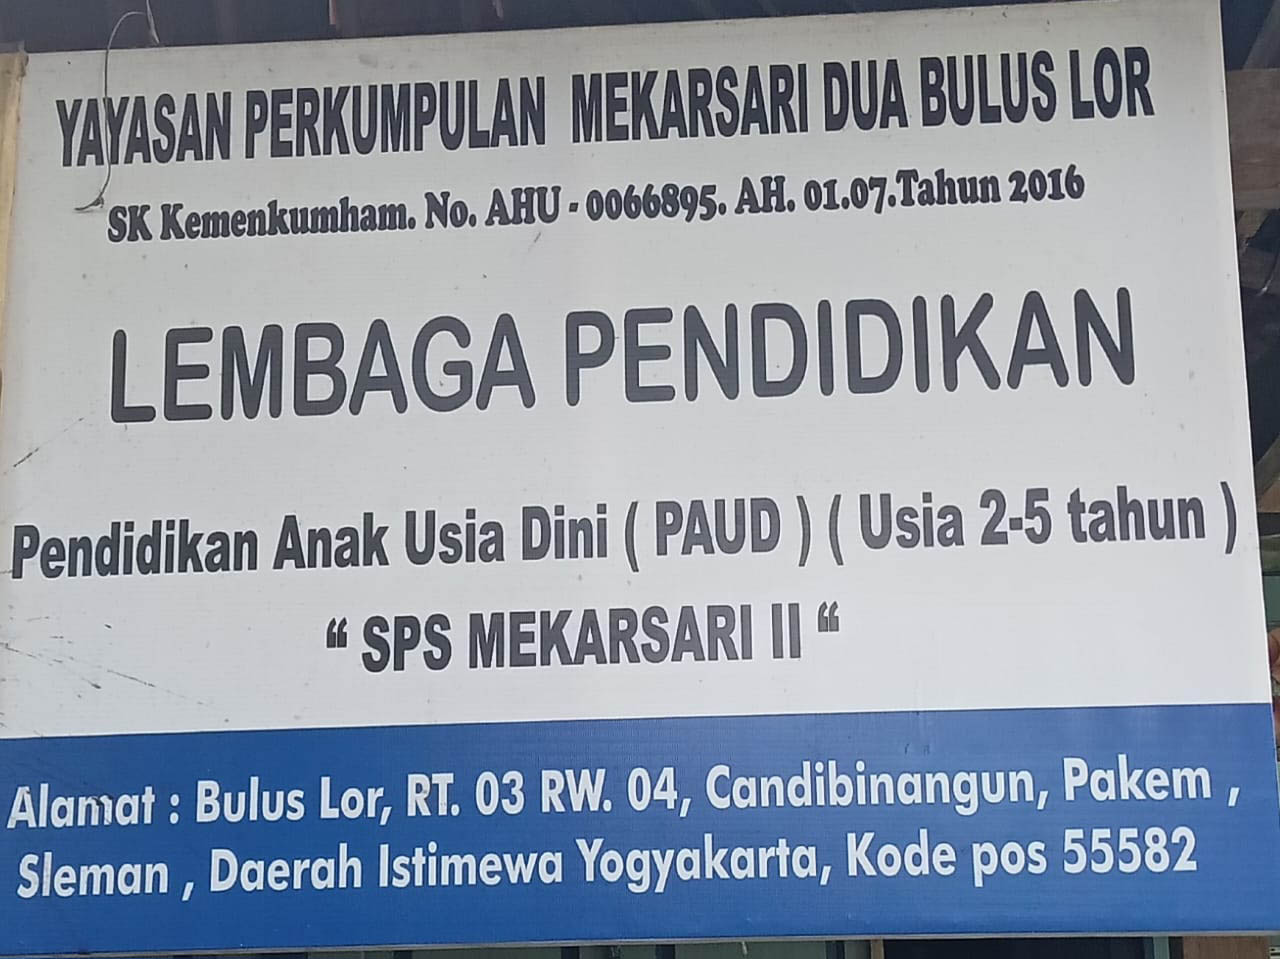 YAYASAN PERKUMPULAN MEKARSARI DUA BULUS LOR
SK Kemenkumham. No. AHU - 0066895. AH. 01.07.Tahun 2016
LEMBAGA PENDIDIKAN
Pendidikan Anak Usia Dini ( PAUD ) ( Usia 2-5 tahun )
“ SPS MEKARSARI II “
Alamat : Bulus Lor, RT. 03 RW. 04, Candibinangun, Pakem ,
Sleman , Daerah Istimewa Yogyakarta, Kode pos 55582